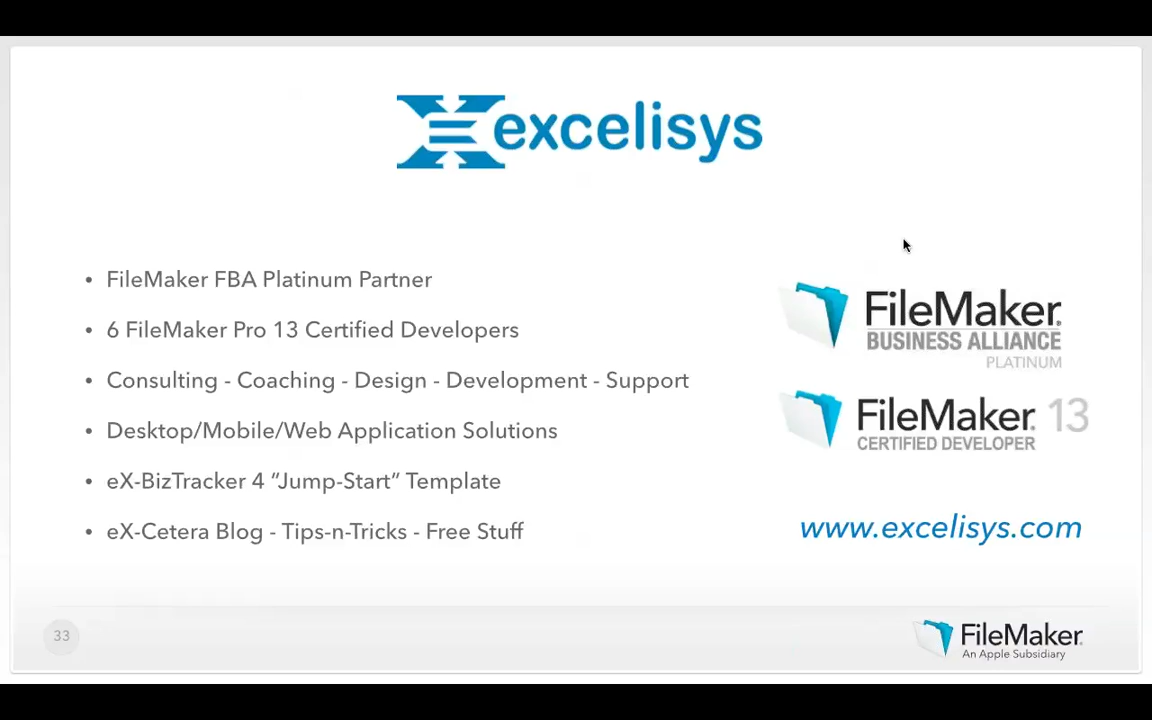 excelisys
• FileMaker FBA Platinum Partner
• 6 FileMaker Pro 13 Certified Developers
• Consulting - Coaching - Design - Development - Support
• Desktop/Mobile/Web Application Solutions
• eX-BizTracker 4 “Jump-Start” Template
• eX-Cetera Blog - Tips-n-Tricks - Free Stuff
FileMaker®
BUSINESS ALLIANCE
PLATINUM
FileMaker® 13
CERTIFIED DEVELOPER
www.excelisys.com
33
FileMaker®
An Apple Subsidiary